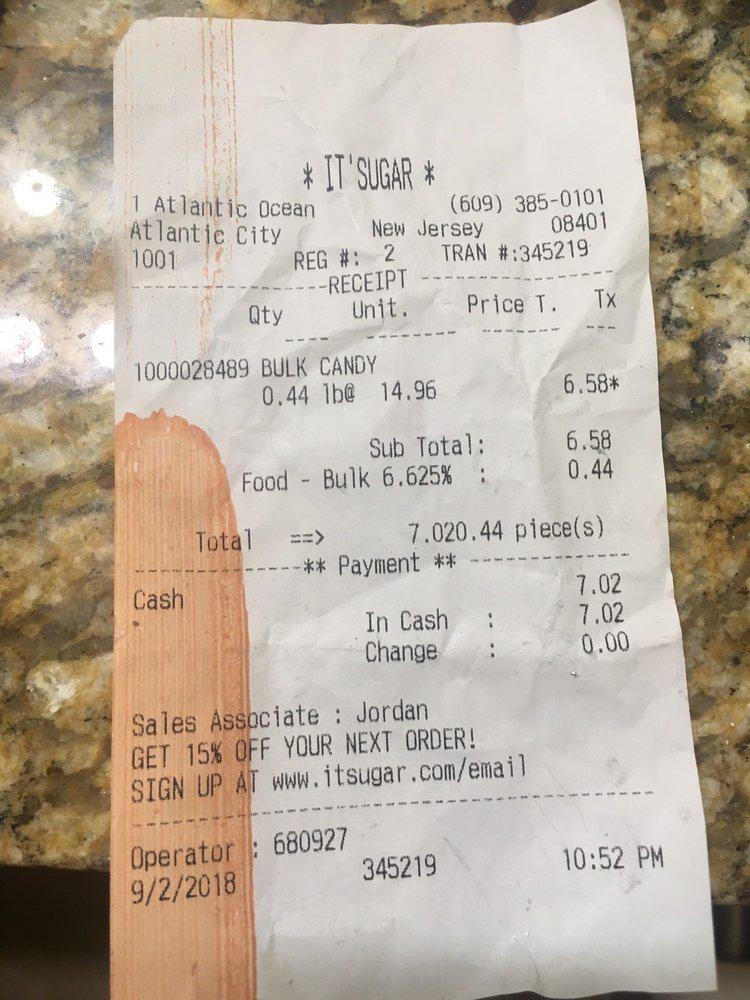 * IT'SUGAR *
1 Atlantic Ocean (609) 385-0101
Atlantic City New Jersey 08401
1001 REG #: 2 TRAN #:345219
--------------------RECEIPT--------------------
Qty Unit. Price T. Tx
1000028489 BULK CANDY
0.44 lb@ 14.96 6.58*
Sub Total: 6.58
Food - Bulk 6.625% : 0.44
Total ==> 7.020.44 piece(s)
-----------------** Payment **-----------------
Cash 7.02
In Cash : 7.02
Change : 0.00
Sales Associate : Jordan
GET 15% OFF YOUR NEXT ORDER!
SIGN UP AT www.itsugar.com/email
Operator : 680927
9/2/2018 345219 10:52 PM